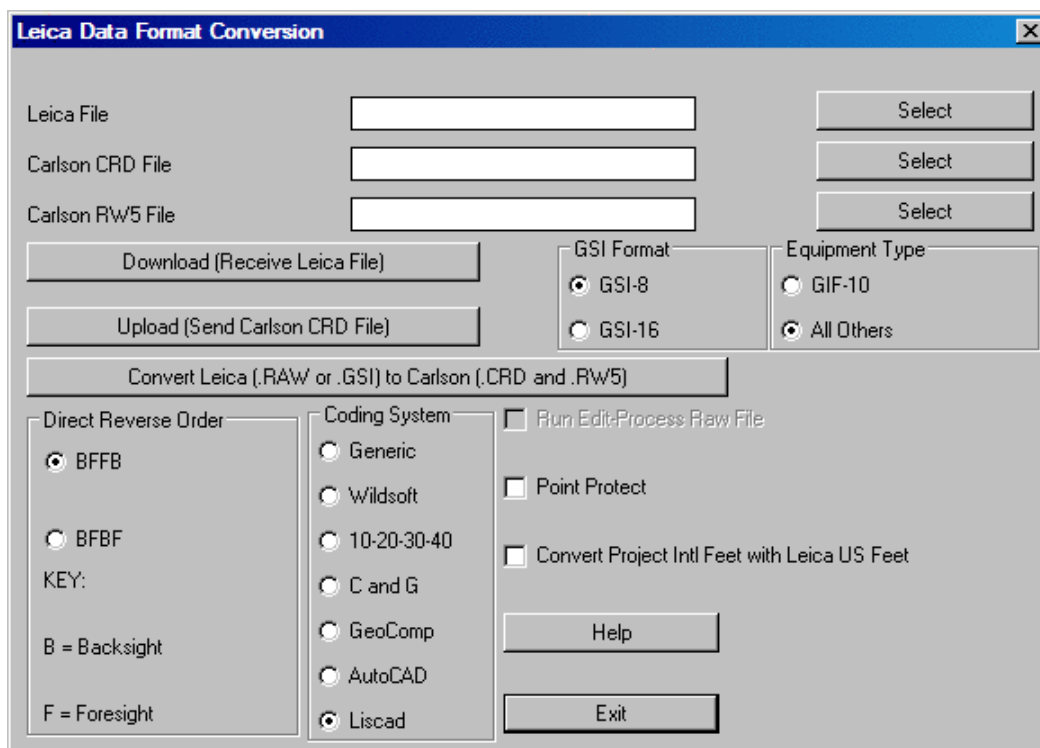 Leica Data Format Conversion
Leica File
Select
Carlson CRD File
Select
Carlson RW5 File
Select
Download (Receive Leica File)
Upload (Send Carlson CRD File)
GSI Format
GSI-8
GSI-16
Equipment Type
GIF-10
All Others
Convert Leica (.RAW or .GSI) to Carlson (.CRD and .RW5)
Direct Reverse Order
BFFB
BFBF
KEY:
B = Backsight
F = Foresight
Coding System
Generic
Wildsoft
10-20-30-40
C and G
GeoComp
AutoCAD
Liscad
Run Edit-Process Raw File
Point Protect
Convert Project Intl Feet with Leica US Feet
Help
Exit